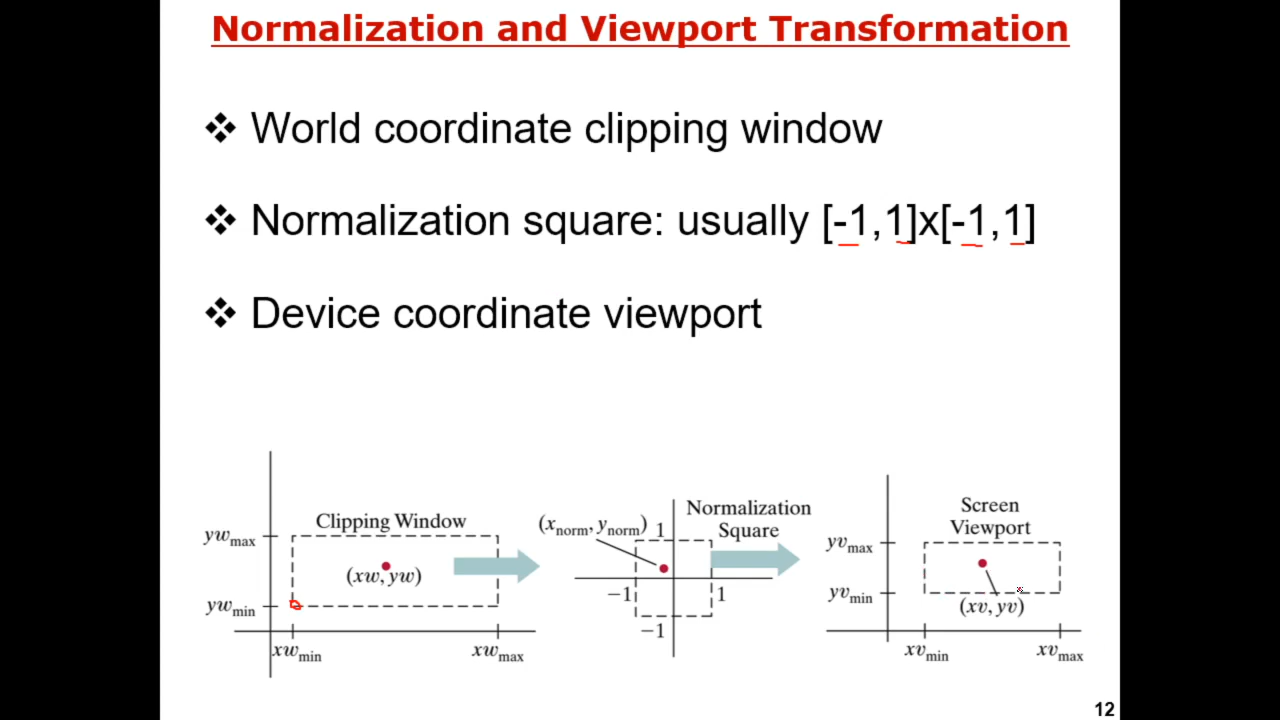 Normalization and Viewport Transformation
❖ World coordinate clipping window
❖ Normalization square: usually [-1,1]x[-1,1]
❖ Device coordinate viewport
Clipping Window
yw_max
(xw, yw)
yw_min
xw_min
xw_max
(x_norm, y_norm)
1
Normalization
Square
−1
1
−1
Screen
Viewport
yv_max
yv_min
(xv, yv)
xv_min
xv_max
12